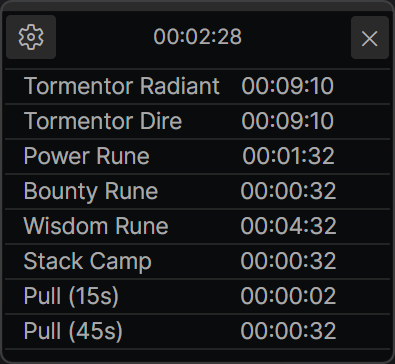 00:02:28
Tormentor Radiant 00:09:10
Tormentor Dire 00:09:10
Power Rune 00:01:32
Bounty Rune 00:00:32
Wisdom Rune 00:04:32
Stack Camp 00:00:32
Pull (15s) 00:00:02
Pull (45s) 00:00:32